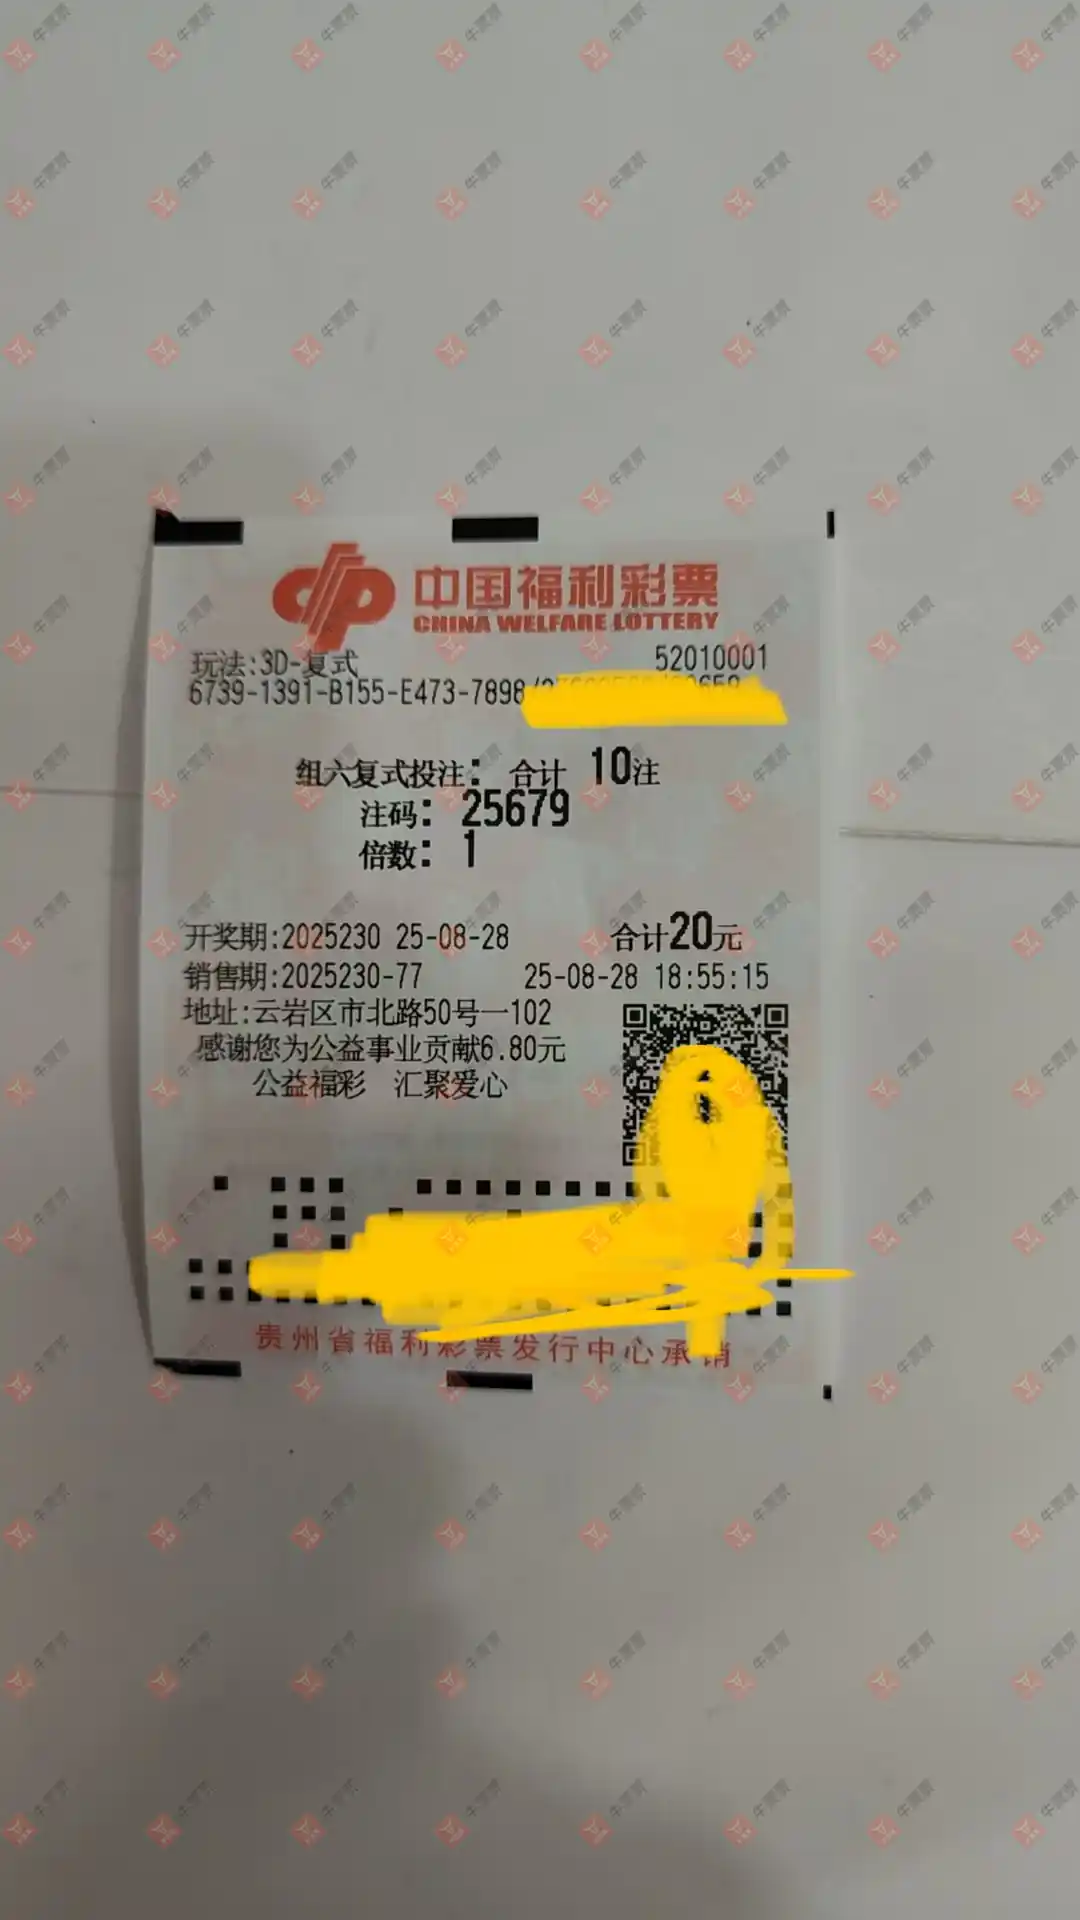 中国福利彩票
CHINA WELFARE LOTTERY
玩法:3D-复式 52010001
6739-1391-B155-E473-7898/
组六复式投注: 合计 10注
注码: 25679
倍数: 1
开奖期:2025230 25-08-28 合计20元
销售期:2025230-77 25-08-28 18:55:15
地址:云岩区市北路50号一102
感谢您为公益事业贡献6.80元
公益福彩 汇聚爱心
贵州省福利彩票发行中心承销